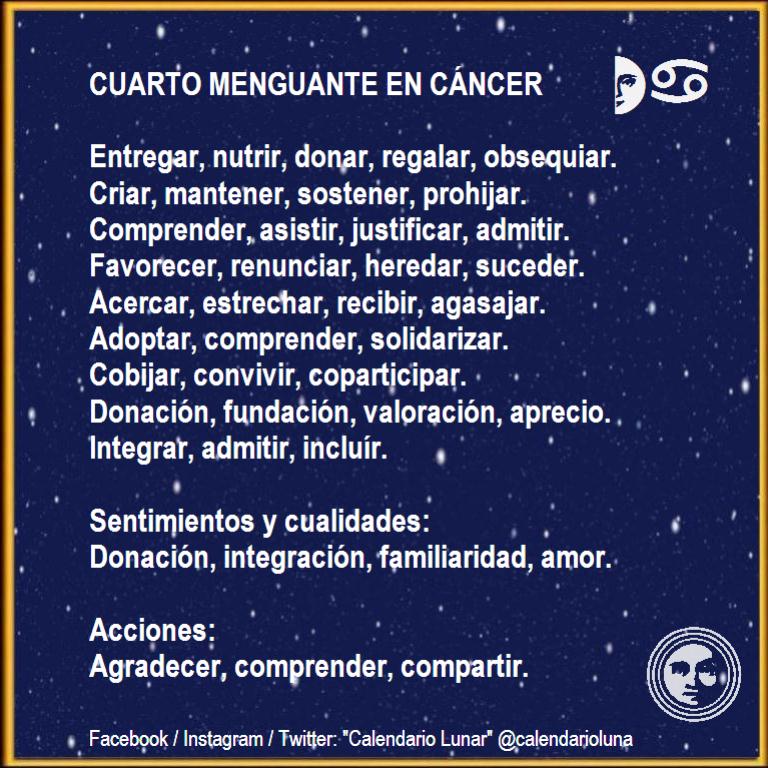 CUARTO MENGUANTE EN CÁNCER
Entregar, nutrir, donar, regalar, obsequiar.
Criar, mantener, sostener, prohijar.
Comprender, asistir, justificar, admitir.
Favorecer, renunciar, heredar, suceder.
Acercar, estrechar, recibir, agasajar.
Adoptar, comprender, solidarizar.
Cobijar, convivir, coparticipar.
Donación, fundación, valoración, aprecio.
Integrar, admitir, incluír.
Sentimientos y cualidades:
Donación, integración, familiaridad, amor.
Acciones:
Agradecer, comprender, compartir.
Facebook / Instagram / Twitter: "Calendario Lunar" @calendarioluna